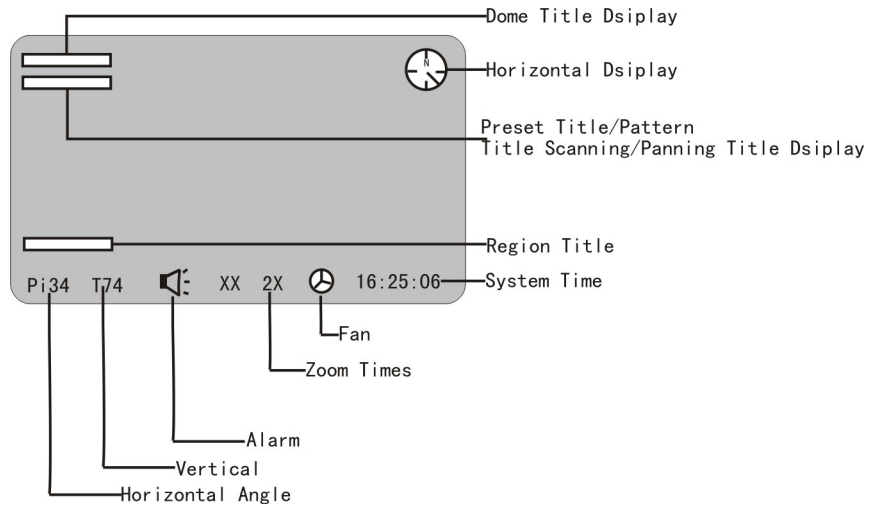 Dome Title Dsiplay
N
Horizontal Dsiplay
Preset Title/Pattern
Title Scanning/Panning Title Dsiplay
Region Title
Pi34 T74 XX 2X 16:25:06
System Time
Fan
Zoom Times
Alarm
Vertical
Horizontal Angle